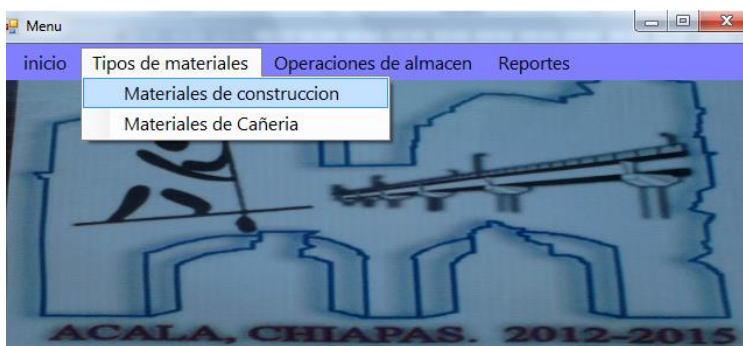 Menu
inicio Tipos de materiales Operaciones de almacen Reportes
Materiales de construccion
Materiales de Cañeria
ACALA, CHIAPAS. 2012-2015